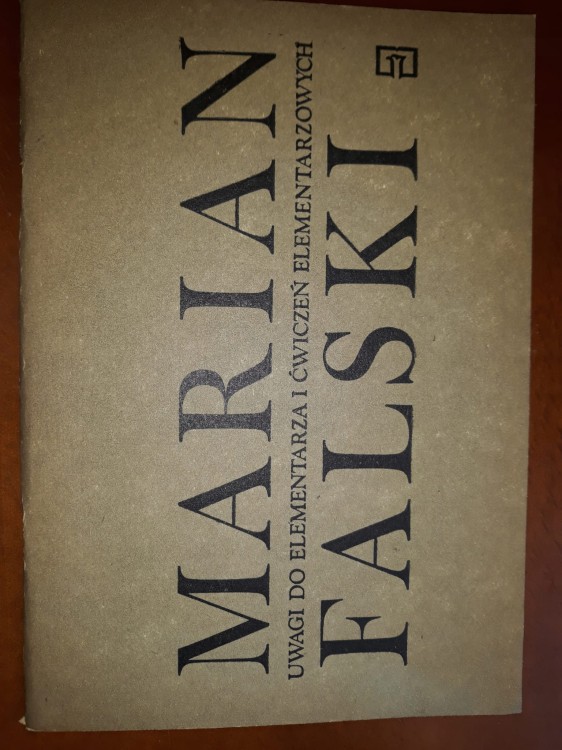 MARIAN
UWAGI DO ELEMENTARZA I ĆWICZEŃ ELEMENTARZOWYCH
FALSKI